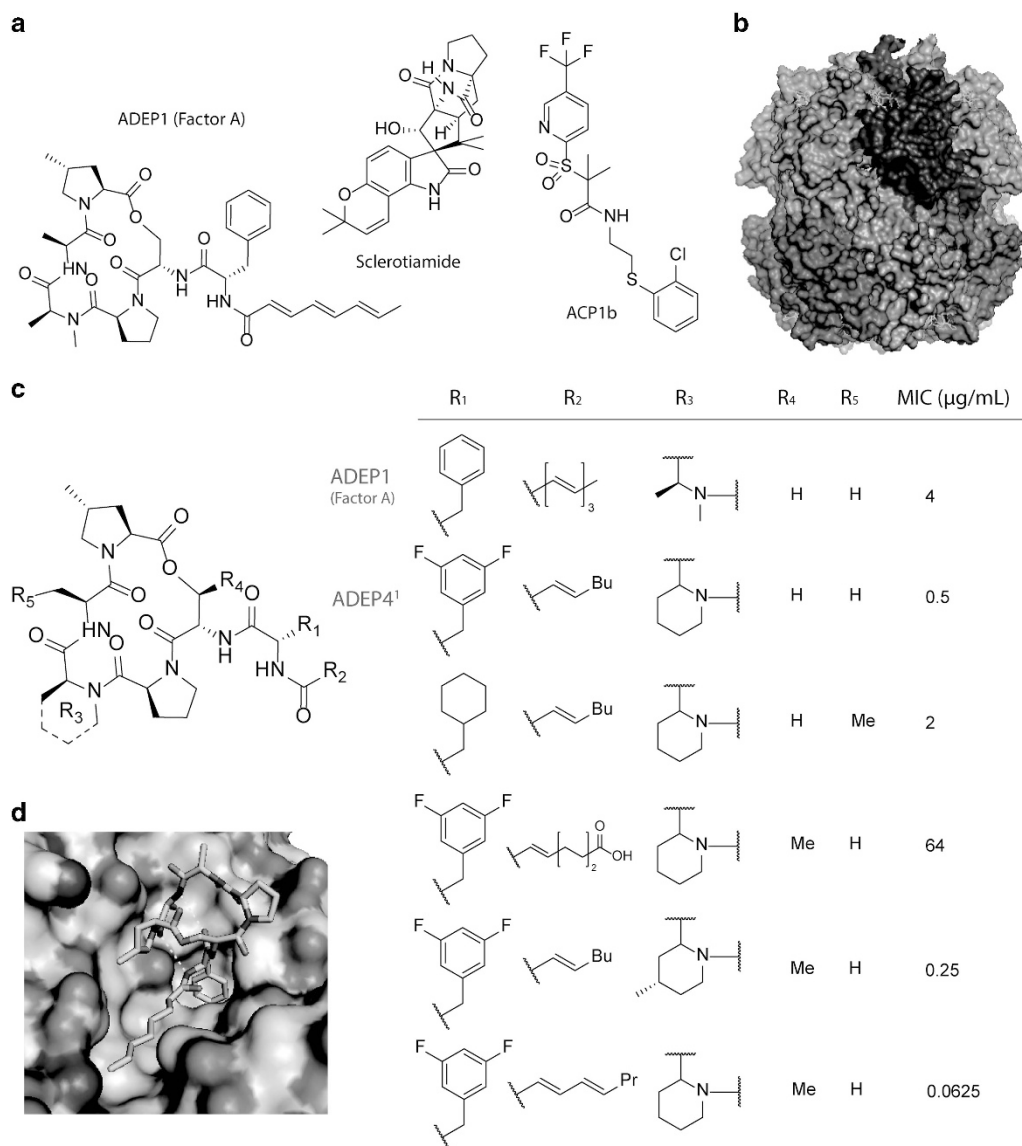 a
b
ADEP1 (Factor A)
Sclerotiamide
ACP1b
O
N
O
O
O
HN
O
O
N
N
O
N
H
O
HN
O
H
N
O
N
O
HO
H
O
O
N
H
F
F
F
N
S
O
O
O
NH
S
Cl
c
R1 R2 R3 R4 R5 MIC (µg/mL)
ADEP1
(Factor A)
3
N
H H 4
ADEP4¹
F F
Bu
N
H H 0.5
Bu
N
H Me 2
F F
O
OH
2
N
Me H 64
F F
Bu
N
Me H 0.25
F F
Pr
N
Me H 0.0625
O
N
O
O
R4
R5
O
HN
O
O
N
N
O
N
H
O
R1
HN
R2
O
R3
d